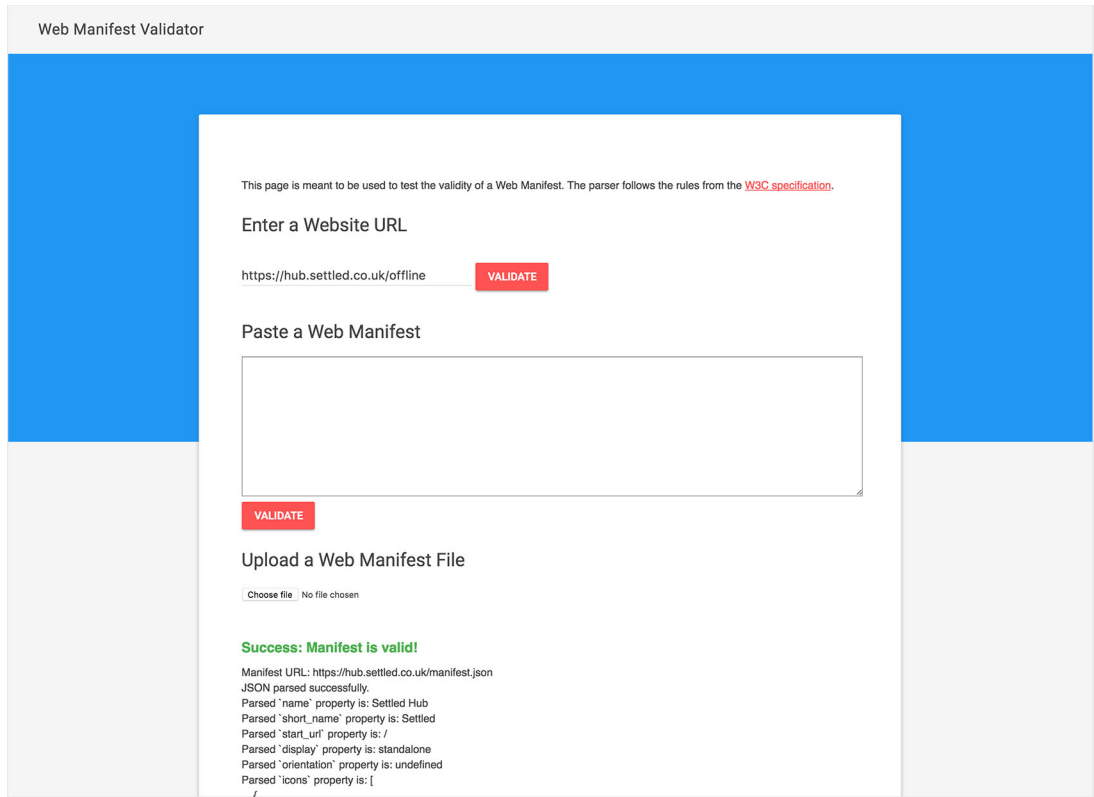 Web Manifest Validator
This page is meant to be used to test the validity of a Web Manifest. The parser follows the rules from the W3C specification.
Enter a Website URL
https://hub.settled.co.uk/offline VALIDATE
Paste a Web Manifest
VALIDATE
Upload a Web Manifest File
Choose file No file chosen
Success: Manifest is valid!
Manifest URL: https://hub.settled.co.uk/manifest.json
JSON parsed successfully.
Parsed `name` property is: Settled Hub
Parsed `short_name` property is: Settled
Parsed `start_url` property is: /
Parsed `display` property is: standalone
Parsed `orientation` property is: undefined
Parsed `icons` property is: [
{